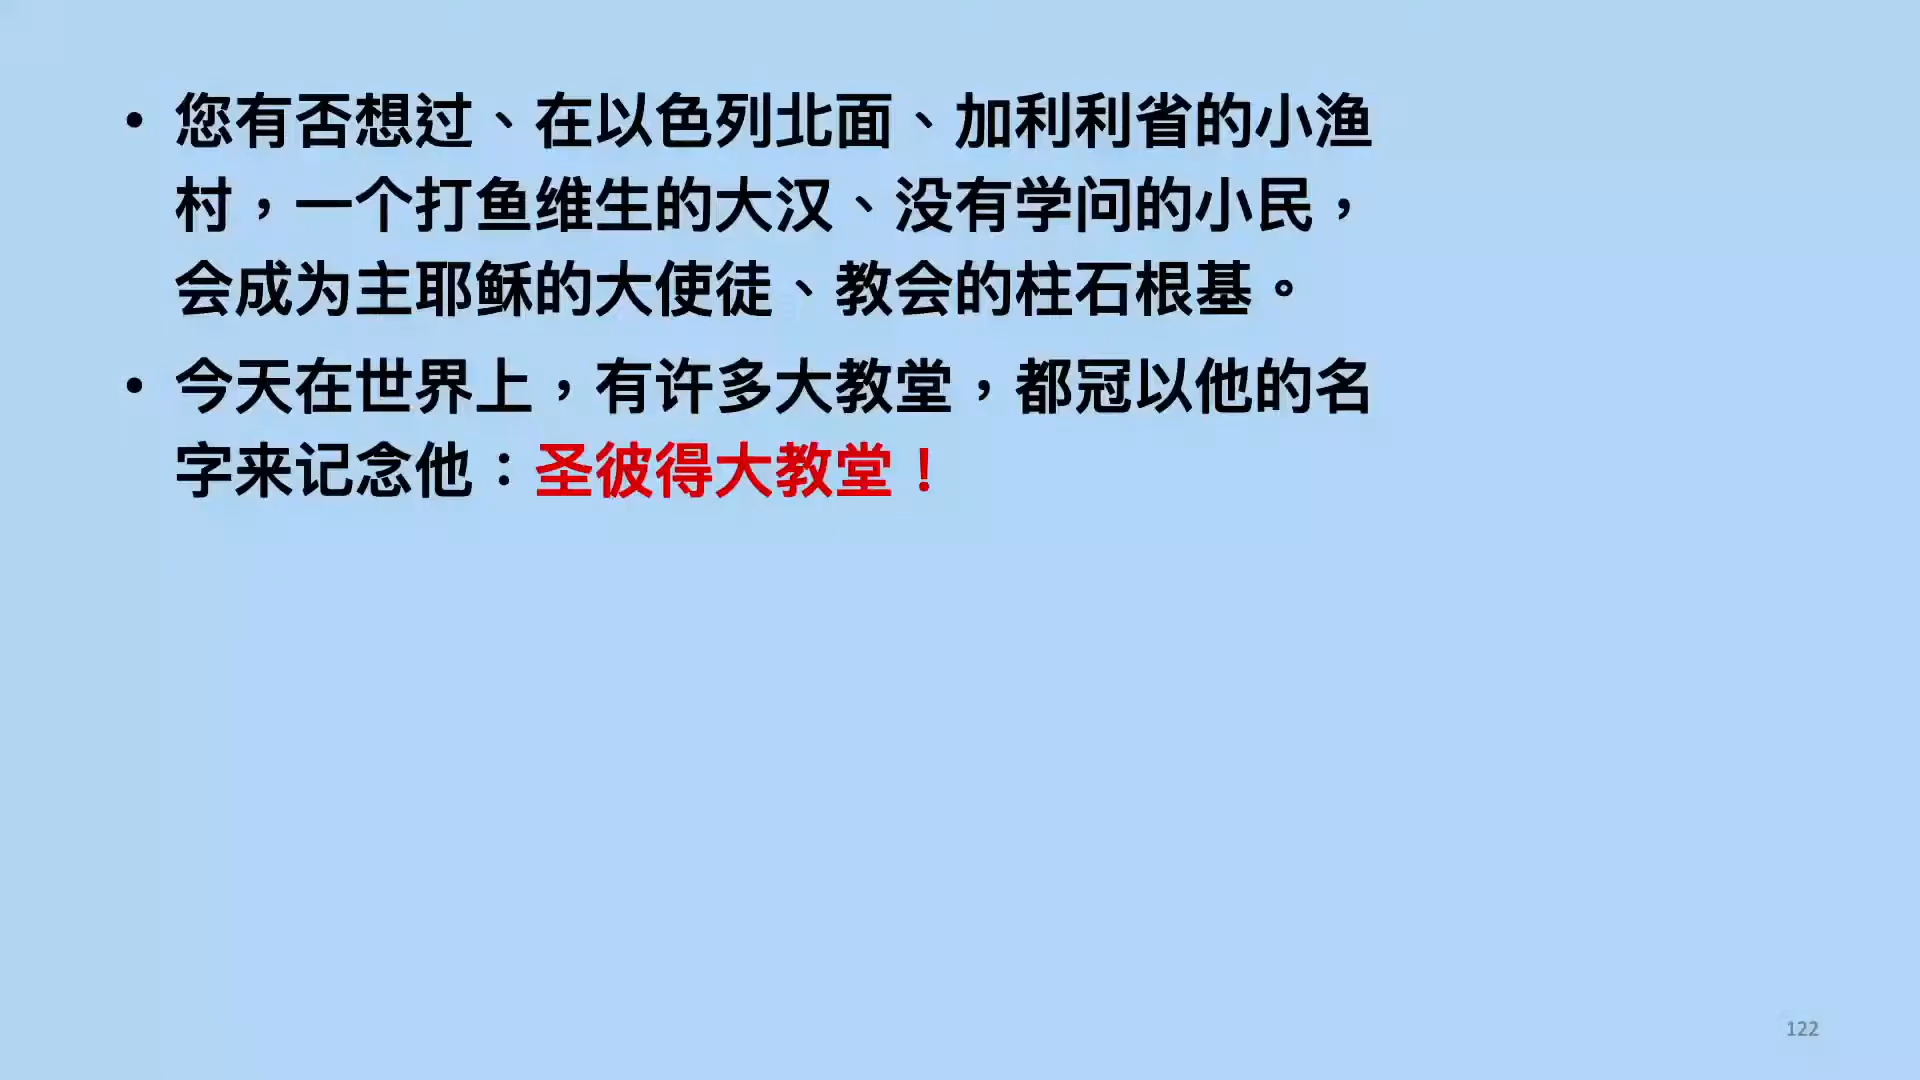 • 您有否想过、在以色列北面、加利利省的小渔
村，一个打鱼维生的大汉、没有学问的小民，
会成为主耶稣的大使徒、教会的柱石根基。
• 今天在世界上，有许多大教堂，都冠以他的名
字来记念他：圣彼得大教堂！
122